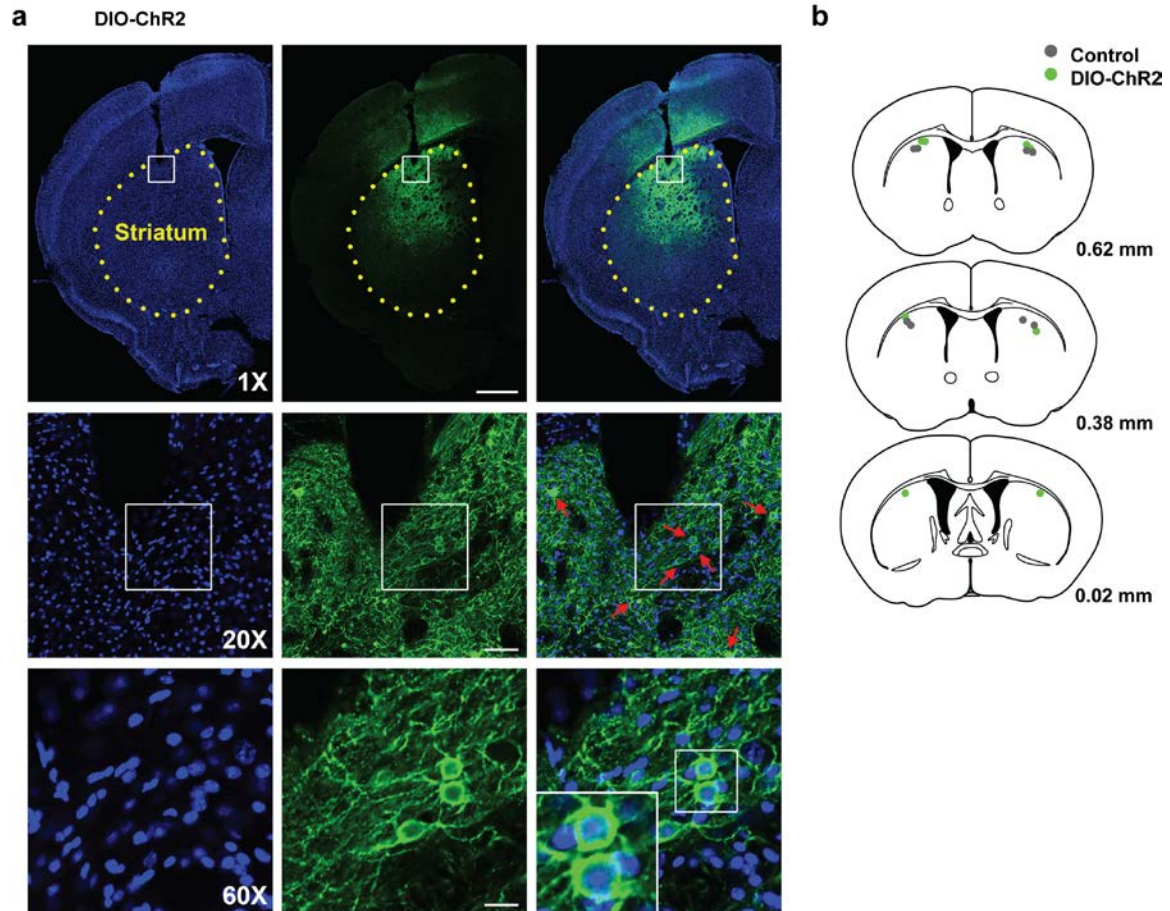 a
DIO-ChR2
Striatum
1X
20X
60X
b
Control
DIO-ChR2
0.62 mm
0.38 mm
0.02 mm